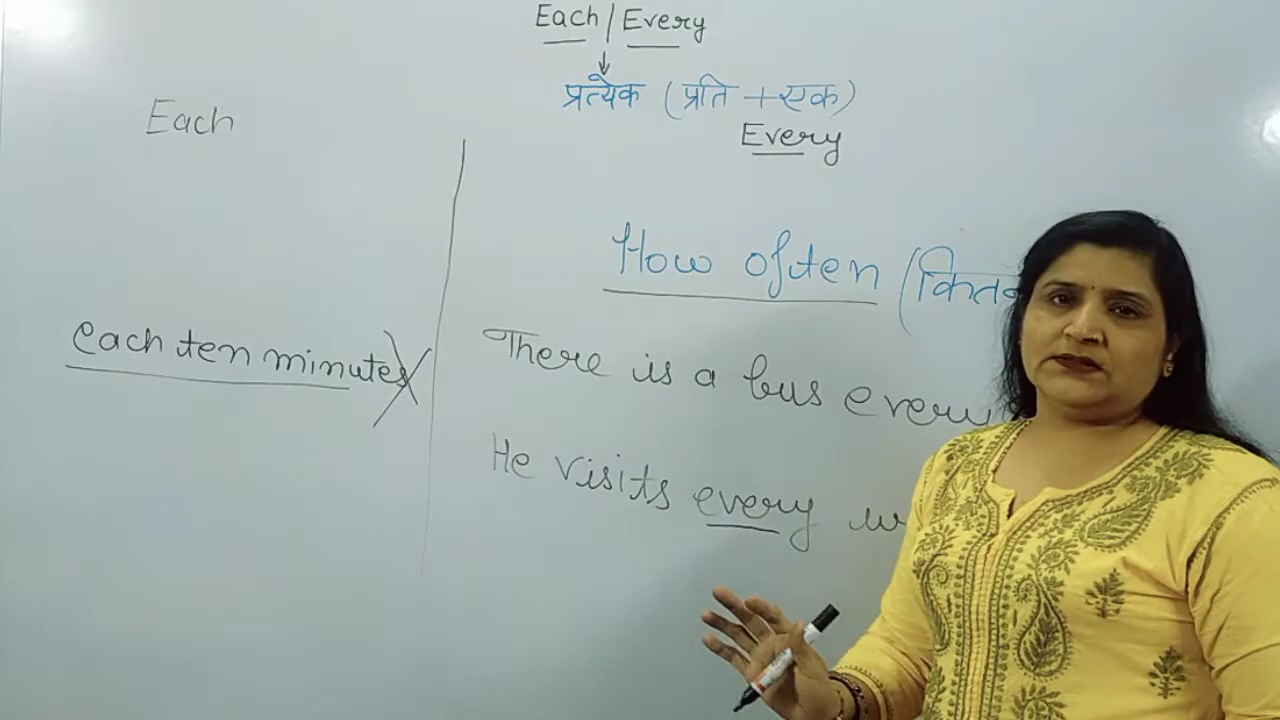 Each / Every
प्रत्येक ( प्रति + एक )
Each
Every
How often (
each ten minutes
There is a bus every
He visits every